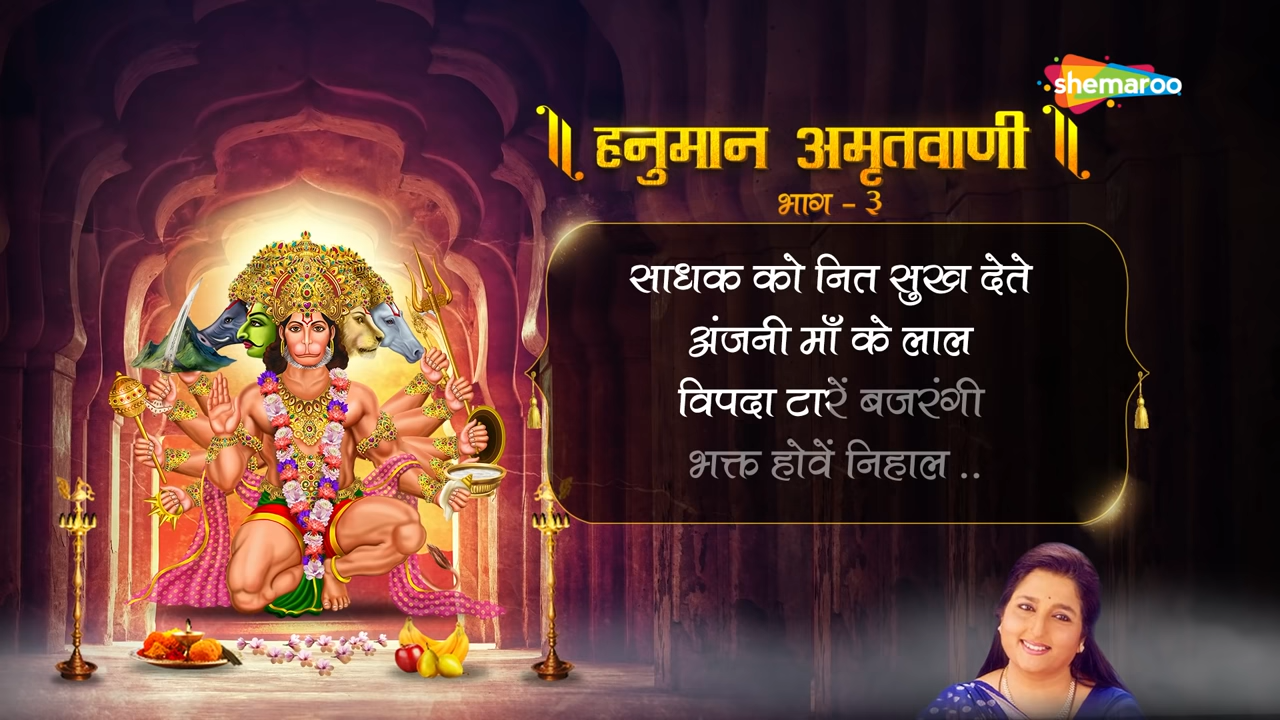 shemaroo
॥ हनुमान अमृतवाणी ॥
भाग - ३
साधक को नित सुख देते
अंजनी माँ के लाल
विपदा टारें बजरंगी
भक्त होवें निहाल ..